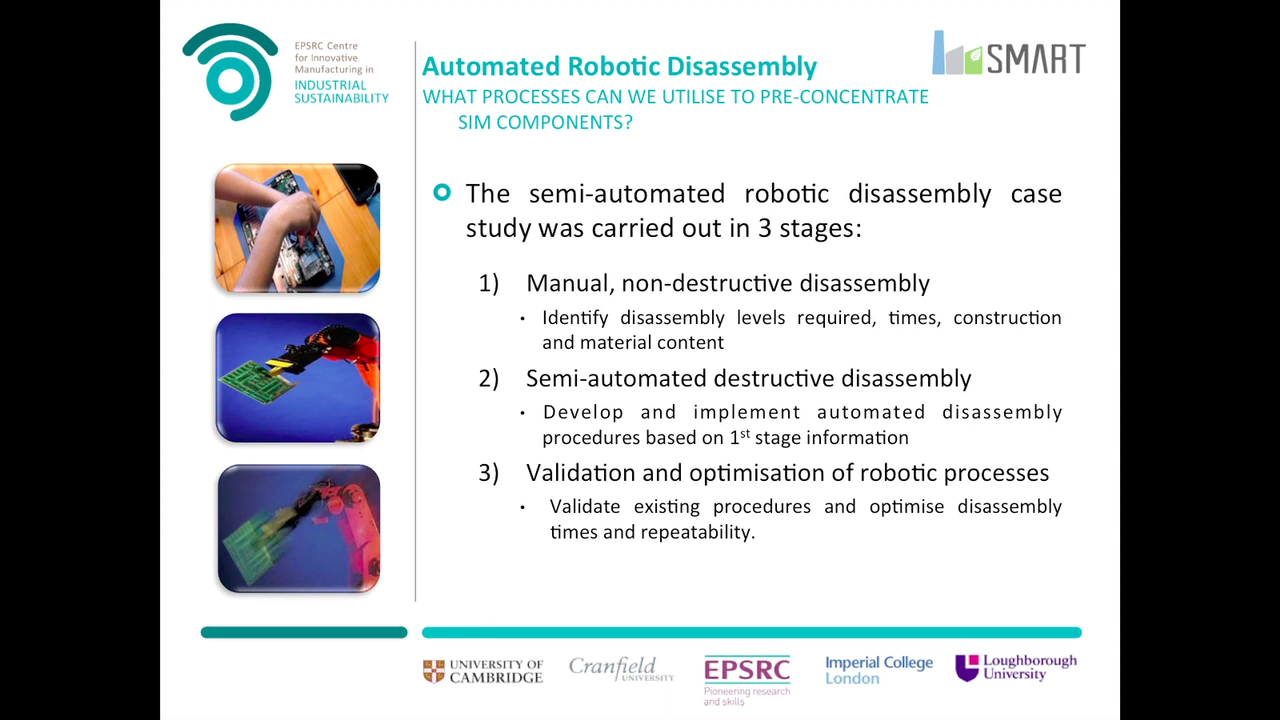 EPSRC Centre
for Innovative
Manufacturing in
INDUSTRIAL
SUSTAINABILITY
SMART
Automated Robotic Disassembly
WHAT PROCESSES CAN WE UTILISE TO PRE-CONCENTRATE
SIM COMPONENTS?
The semi-automated robotic disassembly case
study was carried out in 3 stages:
1) Manual, non-destructive disassembly
• Identify disassembly levels required, times, construction
and material content
2) Semi-automated destructive disassembly
• Develop and implement automated disassembly
procedures based on 1st stage information
3) Validation and optimisation of robotic processes
• Validate existing procedures and optimise disassembly
times and repeatability.
UNIVERSITY OF
CAMBRIDGE
Cranfield
UNIVERSITY
EPSRC
Pioneering research
and skills
Imperial College
London
Loughborough
University